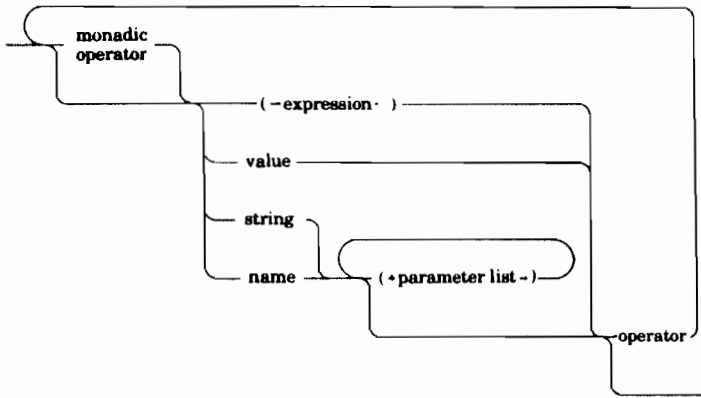 monadic
operator
( expression )
value
string
name
( parameter list )
operator